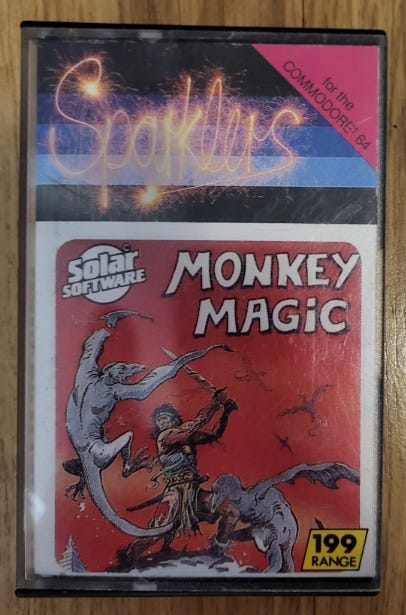 Sparklers
for the
COMMODORE 64
Solar
SOFTWARE
©
MONKEY
MAGIC
199
RANGE